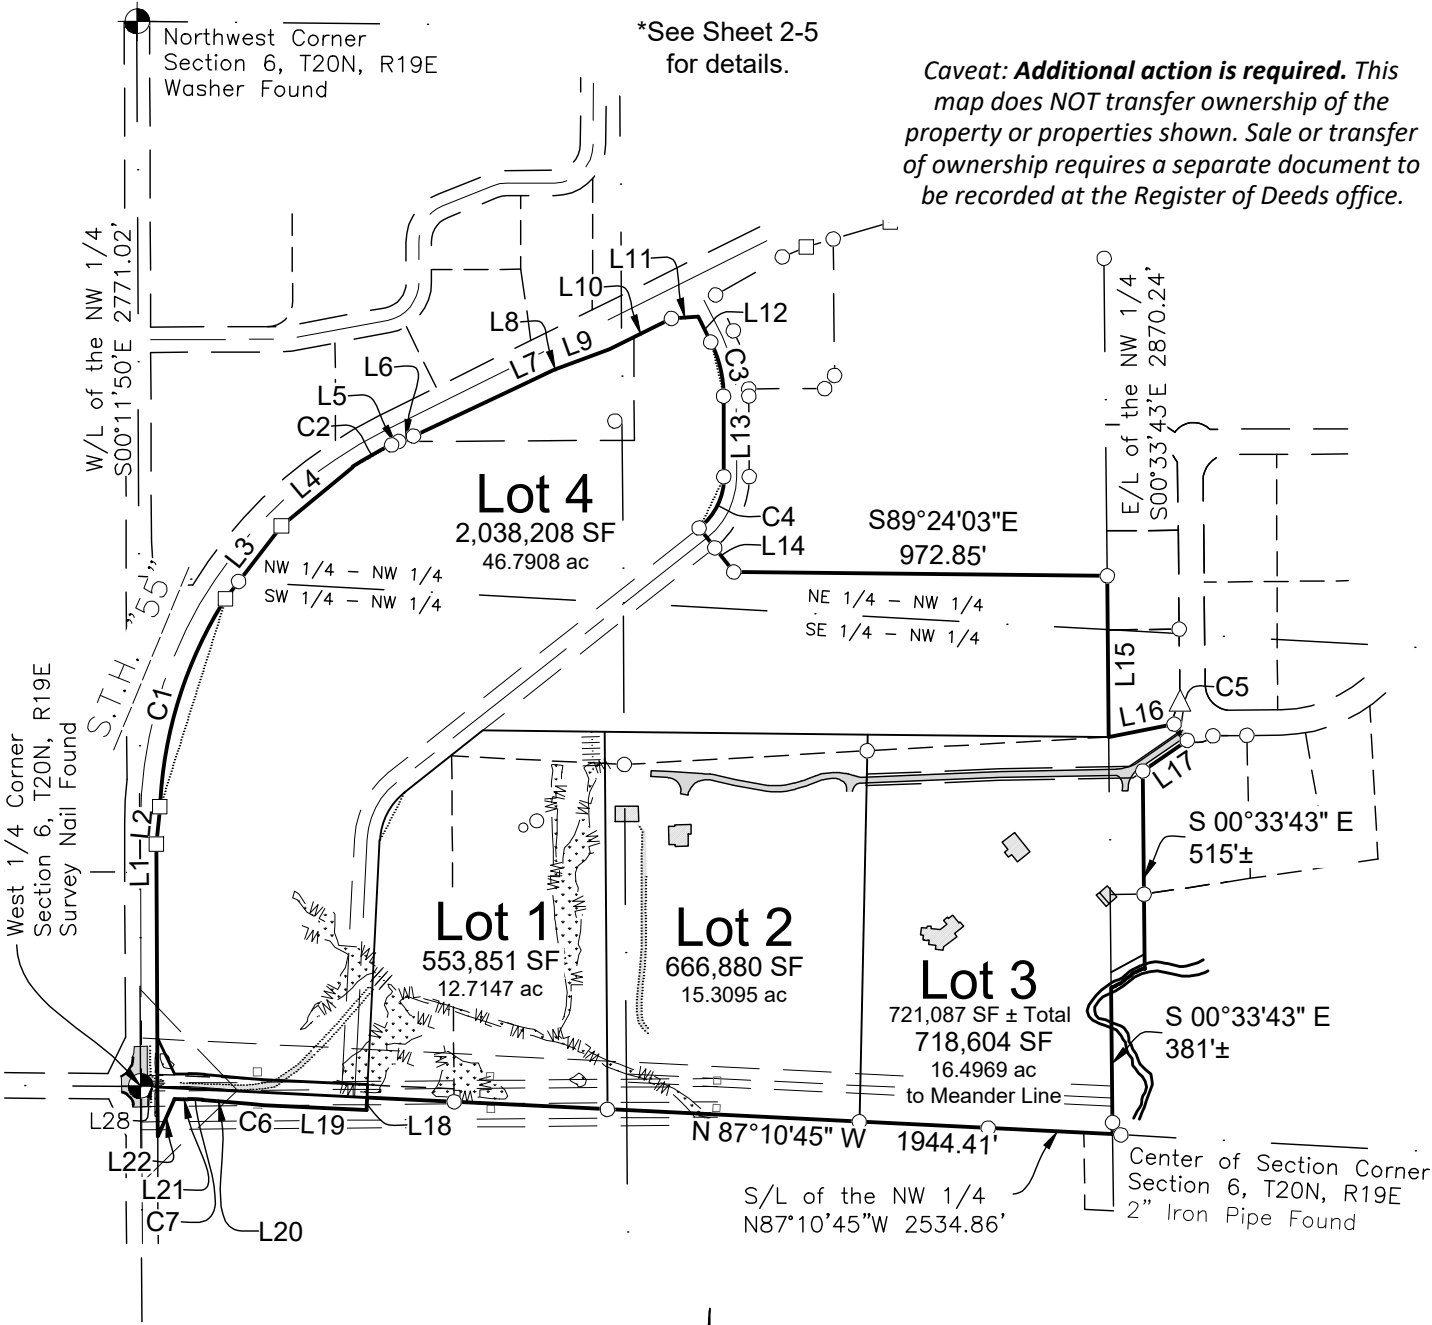 *See Sheet 2-5
for details.
Northwest Corner
Section 6, T20N, R19E
Washer Found
Caveat: Additional action is required. This
map does NOT transfer ownership of the
property or properties shown. Sale or transfer
of ownership requires a separate document to
be recorded at the Register of Deeds office.
W/L of the NW 1/4
S00°11'50"E 2771.02'
E/L of the NW 1/4
S00°33'43"E 2870.24'
L11
L10
L12
L8
L9
L7
C3
L6
L5
C2
L13
L4
Lot 4
2,038,208 SF
46.7908 ac
C4
L14
S89°24'03"E
972.85'
L3
NW 1/4 - NW 1/4
SW 1/4 - NW 1/4
NE 1/4 - NW 1/4
SE 1/4 - NW 1/4
S.T.H. "55"
C1
L15
C5
L16
L17
West 1/4 Corner
Section 6, T20N, R19E
Survey Nail Found
L2
L1
S 00°33'43" E
515'±
Lot 1
553,851 SF
12.7147 ac
Lot 2
666,880 SF
15.3095 ac
Lot 3
721,087 SF ± Total
718,604 SF
16.4969 ac
to Meander Line
S 00°33'43" E
381'±
WL
WL
WL
WL
WL
WL
L28
C6
L19
L18
N 87°10'45" W
1944.41'
L22
L21
C7
L20
S/L of the NW 1/4
N87°10'45"W 2534.86'
Center of Section Corner
Section 6, T20N, R19E
2" Iron Pipe Found